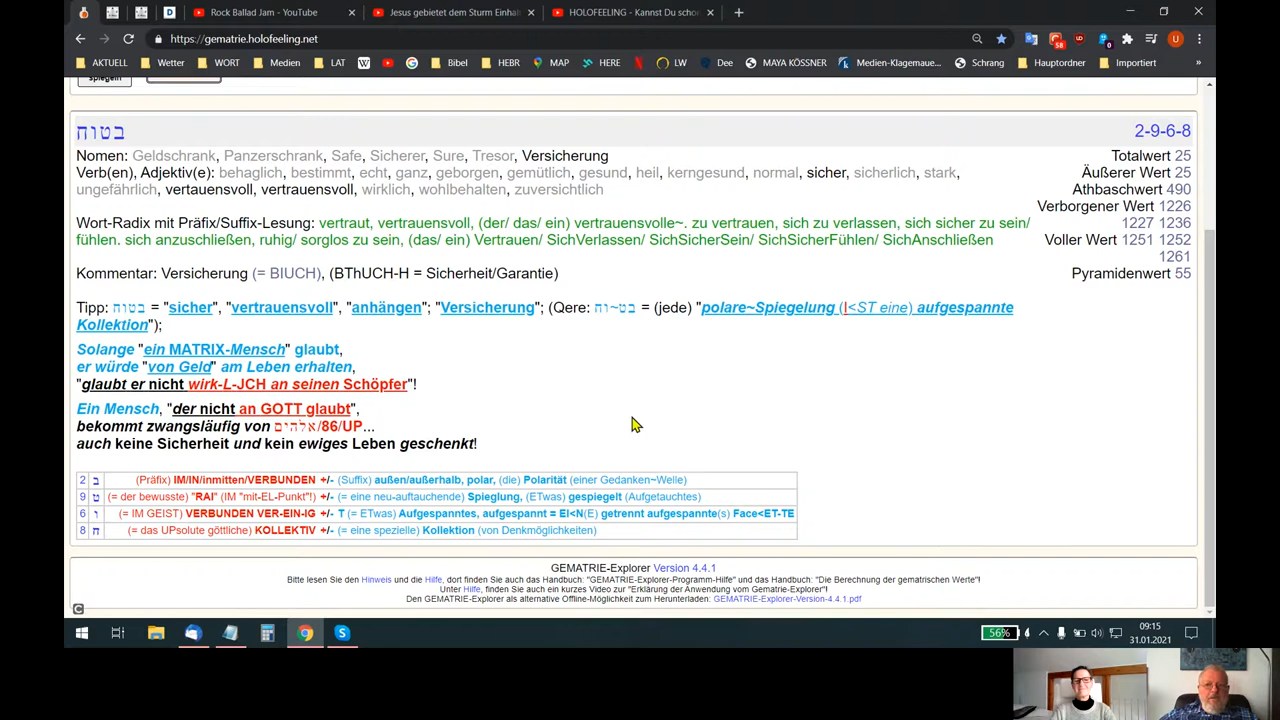 Rock Ballad Jam - YouTube
Jesus gebietet dem Sturm Einhal
HOLOFEELING - Kannst Du scho
https://gematrie.holofeeling.net
AKTUELL Wetter WORT Medien LAT Bibel HEBR MAP HERE LW Dee MAYA KÖSSNER Medien-Klagemaue... Schrang Hauptordner Importiert
spiegeln
בטוח 2-9-6-8
Nomen: Geldschrank, Panzerschrank, Safe, Sicherer, Sure, Tresor, Versicherung Totalwert 25
Verb(en), Adjektiv(e): behaglich, bestimmt, echt, ganz, geborgen, gemütlich, gesund, heil, kerngesund, normal, sicher, sicherlich, stark, Äußerer Wert 25
ungefährlich, vertauensvoll, vertrauensvoll, wirklich, wohlbehalten, zuversichtlich Athbaschwert 490
Verborgener Wert 1226
Wort-Radix mit Präfix/Suffix-Lesung: vertraut, vertrauensvoll, (der/ das/ ein) vertrauensvolle~. zu vertrauen, sich zu verlassen, sich sicher zu sein/ 1227 1236
fühlen. sich anzuschließen, ruhig/ sorglos zu sein, (das/ ein) Vertrauen/ SichVerlassen/ SichSicherSein/ SichSicherFühlen/ SichAnschließen Voller Wert 1251 1252
1261
Kommentar: Versicherung (= BIUCH), (BThUCH-H = Sicherheit/Garantie) Pyramidenwert 55
Tipp: בטוח = "sicher", "vertrauensvoll", "anhängen"; "Versicherung"; (Qere: בט~וח = (jede) "polare~Spiegelung (I<ST eine) aufgespannte
Kollektion");
Solange "ein MATRIX-Mensch" glaubt,
er würde "von Geld" am Leben erhalten,
"glaubt er nicht wirk-L-JCH an seinen Schöpfer"!
Ein Mensch, "der nicht an GOTT glaubt",
bekommt zwangsläufig von אלהים/86/UP...
auch keine Sicherheit und kein ewiges Leben geschenkt!
2 ב (Präfix) IM/IN/inmitten/VERBUNDEN +/- (Suffix) außen/außerhalb, polar, (die) Polarität (einer Gedanken~Welle)
9 ט (= der bewusste) "RAI" (IM "mit-EL-Punkt"!) +/- (= eine neu-auftauchende) Spieglung, (ETwas) gespiegelt (Aufgetauchtes)
6 ו (= IM GEIST) VERBUNDEN VER-EIN-IG +/- T (= ETwas) Aufgespanntes, aufgespannt = EI<N(E) getrennt aufgespannte(s) Face<ET-TE
8 ח (= das UPsolute göttliche) KOLLEKTIV +/- (= eine spezielle) Kollektion (von Denkmöglichkeiten)
GEMATRIE-Explorer Version 4.4.1
Bitte lesen Sie den Hinweis und die Hilfe, dort finden Sie auch das Handbuch: "GEMATRIE-Explorer-Programm-Hilfe" und das Handbuch: "Die Berechnung der gematrischen Werte"!
Unter Hilfe, finden Sie auch ein kurzes Video zur "Erklärung der Anwendung vom Gematrie-Explorer"!
Den GEMATRIE-Explorer als alternative Offline-Möglichkeit zum Herunterladen: GEMATRIE-Explorer-Version-4.4.1.pdf
56% 09:15
31.01.2021